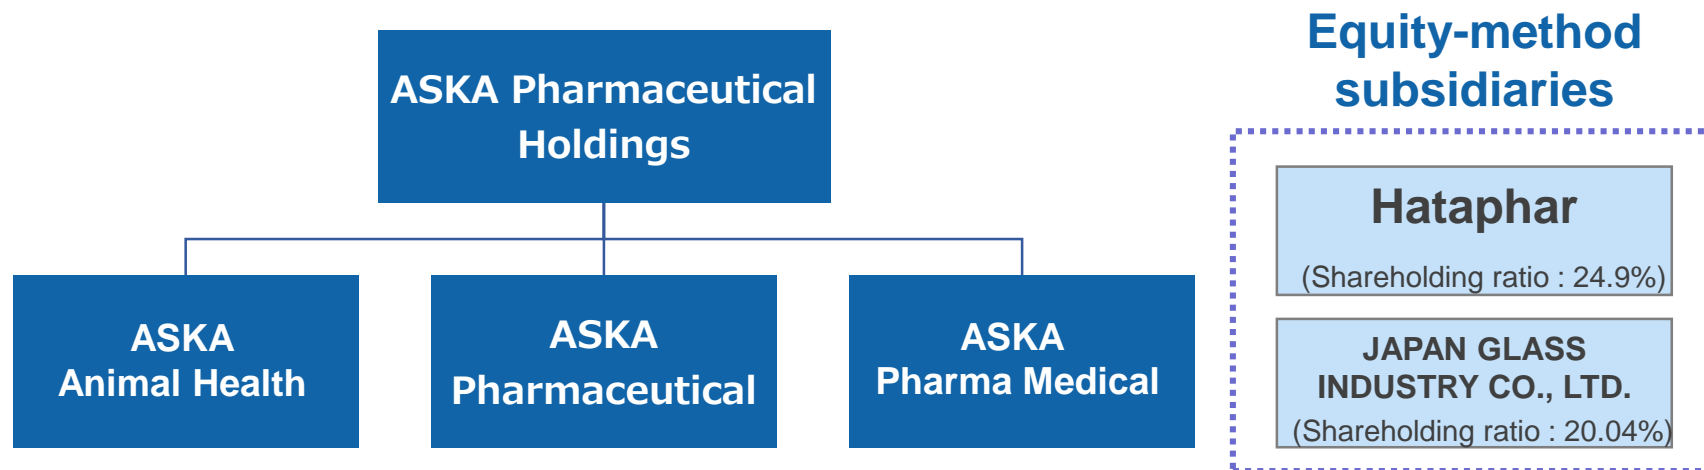 ASKA Pharmaceutical
Holdings
ASKA
Animal Health
ASKA
Pharmaceutical
ASKA
Pharma Medical
Equity-method
subsidiaries
Hataphar
(Shareholding ratio : 24.9%)
JAPAN GLASS
INDUSTRY CO., LTD.
(Shareholding ratio : 20.04%)